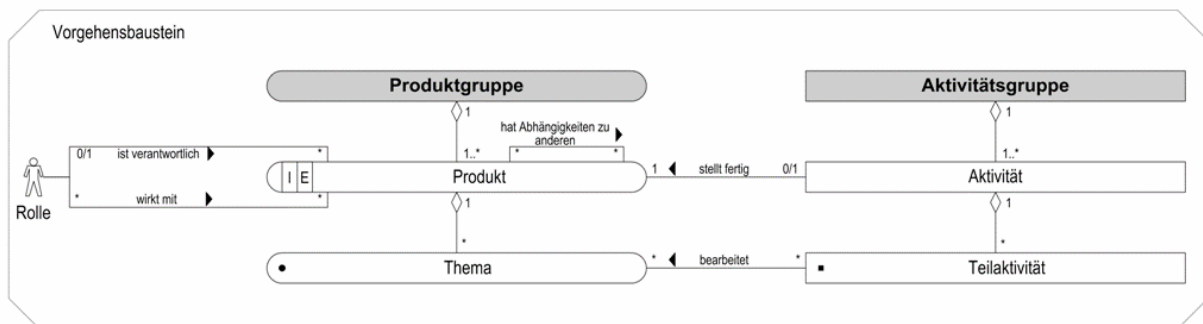 Vorgehensbaustein
Produktgruppe
Aktivitätsgruppe
1
hat Abhängigkeiten zu
anderen
1
0/1 ist verantwortlich *
1..*
* *
1..*
I E
Produkt
1 stellt fertig 0/1
Aktivität
Rolle
* wirkt mit *
1
1
*
*
Thema
* bearbeitet *
Teilaktivität